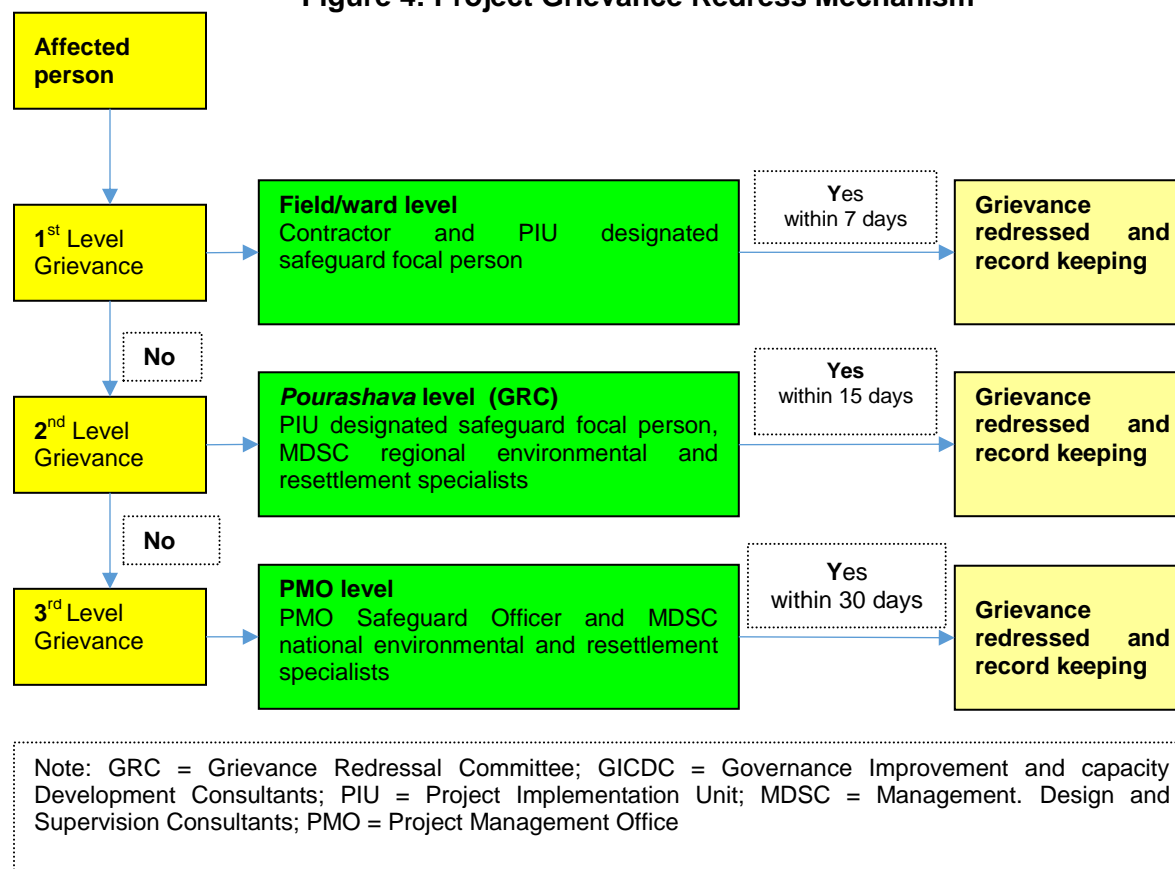 Figure 4: Project Grievance Redress Mechanism
Affected
person
1st Level
Grievance
Field/ward level
Contractor and PIU designated
safeguard focal person
Yes
within 7 days
Grievance
redressed and
record keeping
No
2nd Level
Grievance
Pourashava level (GRC)
PIU designated safeguard focal person,
MDSC regional environmental and
resettlement specialists
Yes
within 15 days
Grievance
redressed and
record keeping
No
3rd Level
Grievance
PMO level
PMO Safeguard Officer and MDSC
national environmental and resettlement
specialists
Yes
within 30 days
Grievance
redressed and
record keeping
Note: GRC = Grievance Redressal Committee; GICDC = Governance Improvement and capacity
Development Consultants; PIU = Project Implementation Unit; MDSC = Management. Design and
Supervision Consultants; PMO = Project Management Office